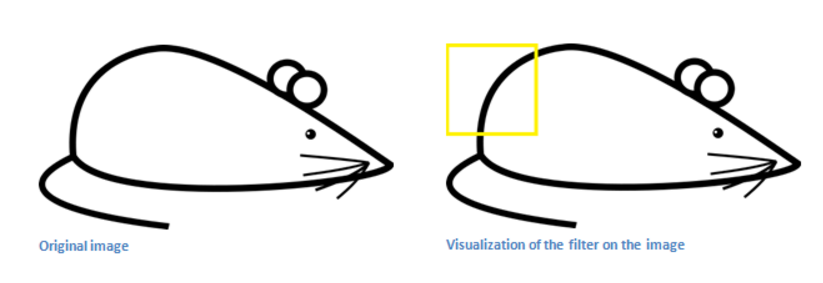 Original image
Visualization of the filter on the image